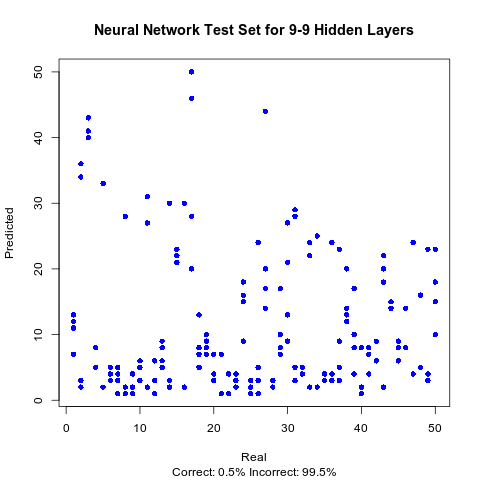 Neural Network Test Set for 9-9 Hidden Layers
50
40
30
20
10
0
Predicted
0 10 20 30 40 50
Real
Correct: 0.5% Incorrect: 99.5%